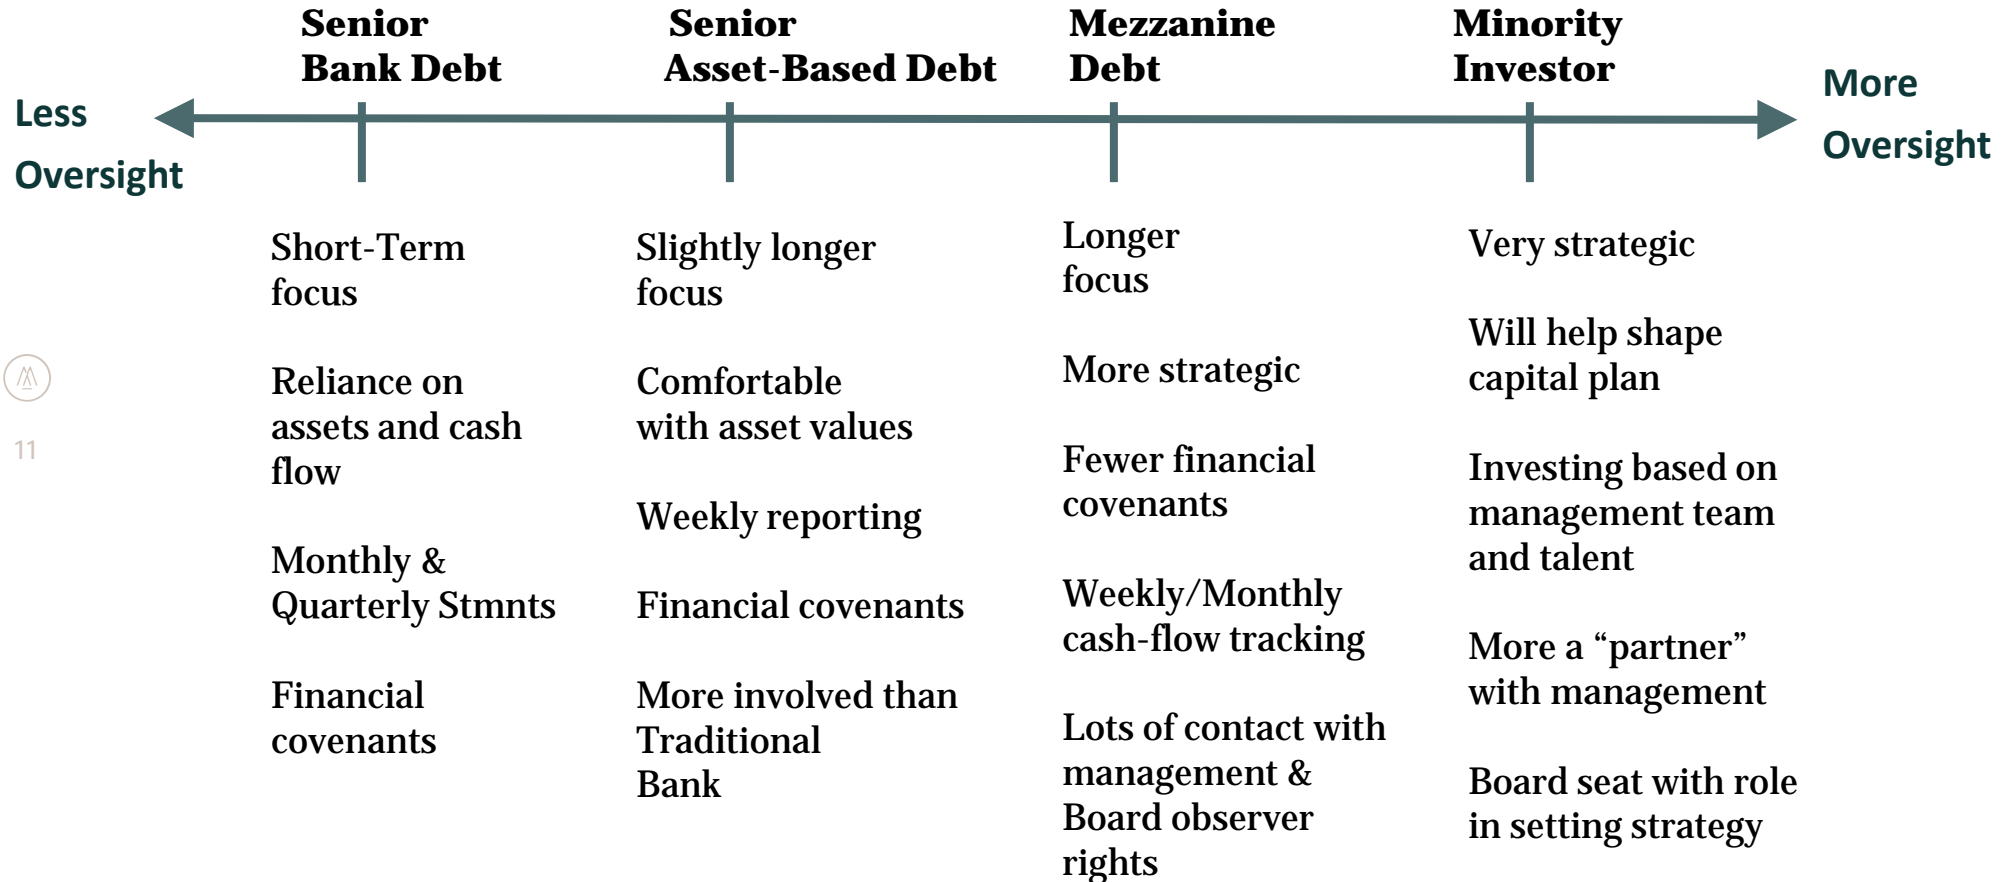 Senior
Bank Debt
Senior
Asset-Based Debt
Mezzanine
Debt
Minority
Investor
Less
Oversight
More
Oversight
Short-Term
focus
Reliance on
assets and cash
flow
Monthly &
Quarterly Stmnts
Financial
covenants
Slightly longer
focus
Comfortable
with asset values
Weekly reporting
Financial covenants
More involved than
Traditional
Bank
Longer
focus
More strategic
Fewer financial
covenants
Weekly/Monthly
cash-flow tracking
Lots of contact with
management &
Board observer
rights
Very strategic
Will help shape
capital plan
Investing based on
management team
and talent
More a “partner”
with management
Board seat with role
in setting strategy
11